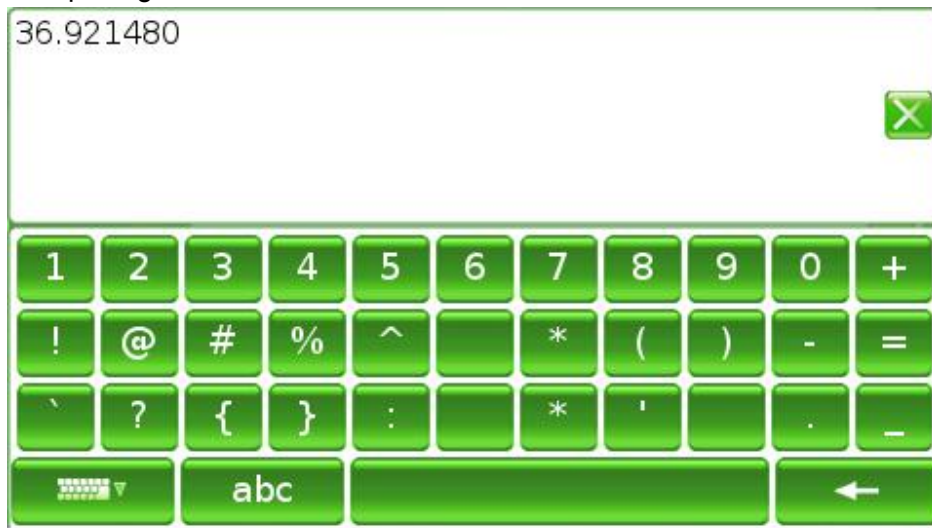 36.921480
1 2 3 4 5 6 7 8 9 0 +
! @ # % ^ * ( ) - =
` ? { } : * ' . _
abc